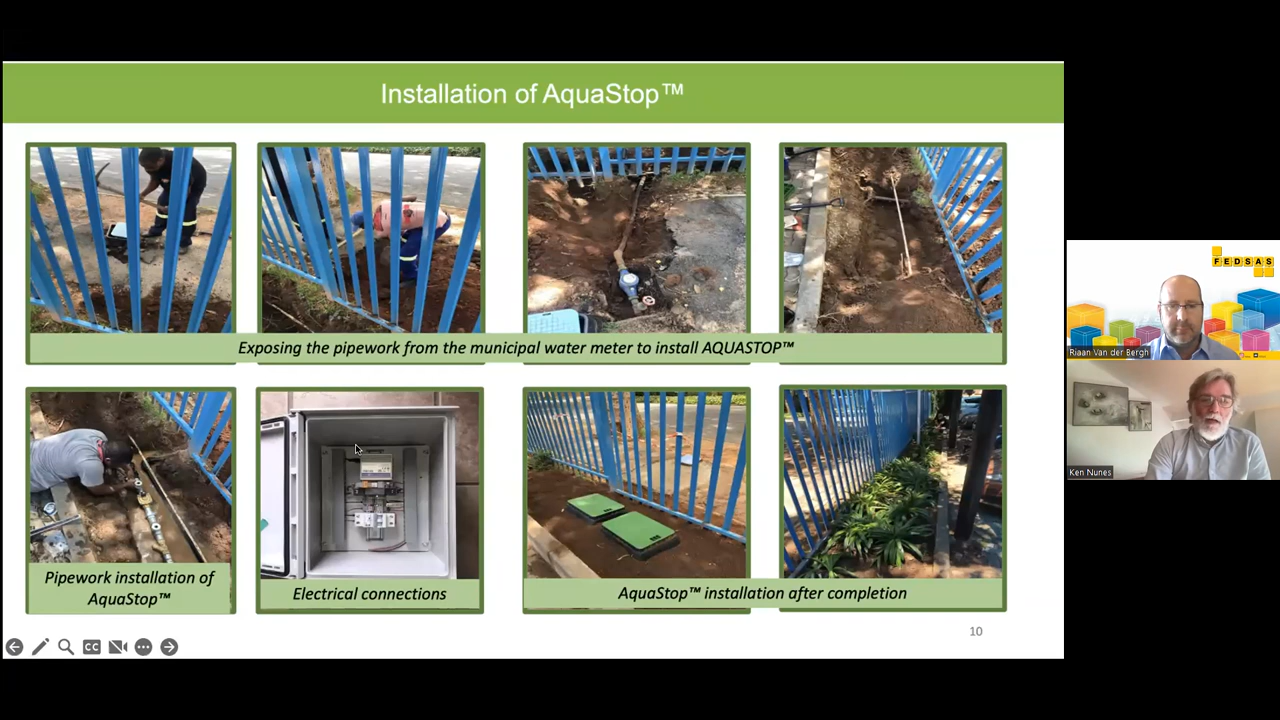 Installation of AquaStop™
Exposing the pipework from the municipal water meter to install AQUASTOP™
Pipework installation of
AquaStop™
Electrical connections
AquaStop™ installation after completion
10
CC
FEDSAS
Riaan Van der Bergh
Ken Nunes